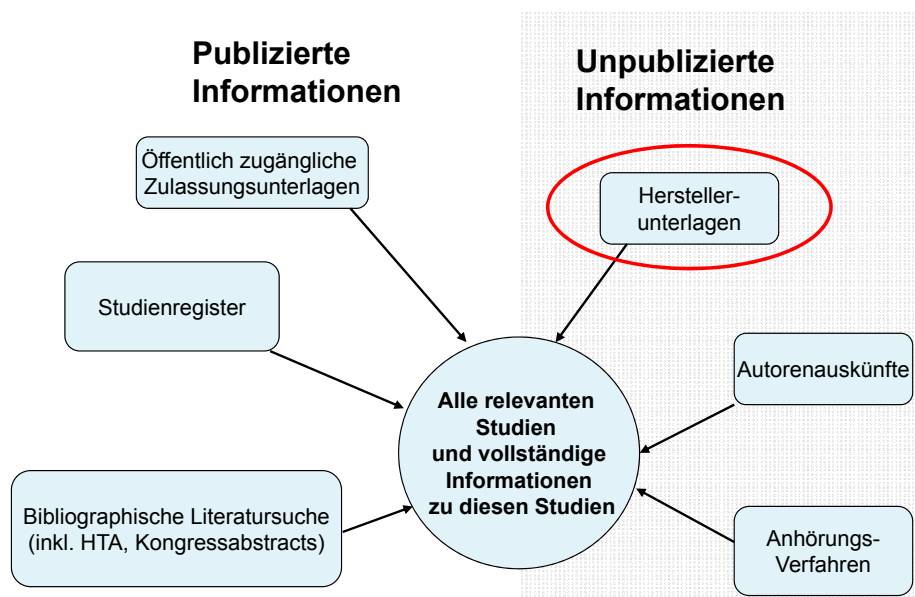 Publizierte
Informationen
Unpublizierte
Informationen
Öffentlich zugängliche
Zulassungsunterlagen
Hersteller-
unterlagen
Studienregister
Autorenauskünfte
Alle relevanten
Studien
und vollständige
Informationen
zu diesen Studien
Bibliographische Literatursuche
(inkl. HTA, Kongressabstracts)
Anhörungs-
Verfahren